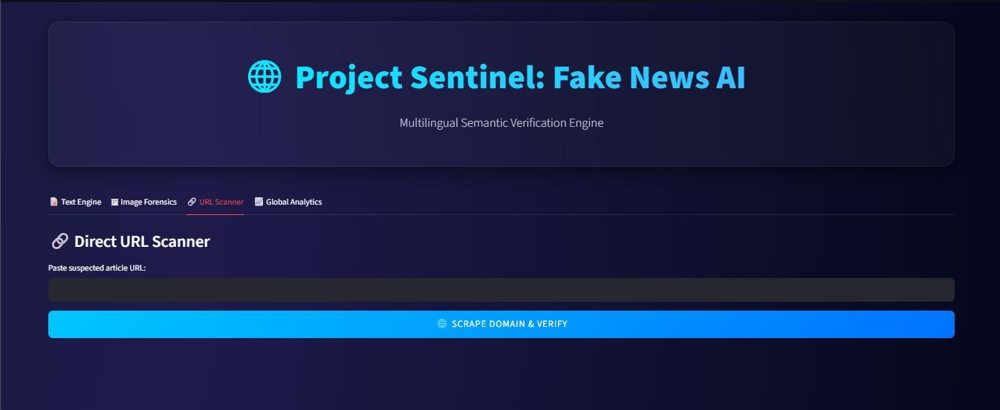 Project Sentinel: Fake News AI
Multilingual Semantic Verification Engine
Text Engine Image Forensics URL Scanner Global Analytics
Direct URL Scanner
Paste suspected article URL:
SCRAPE DOMAIN & VERIFY